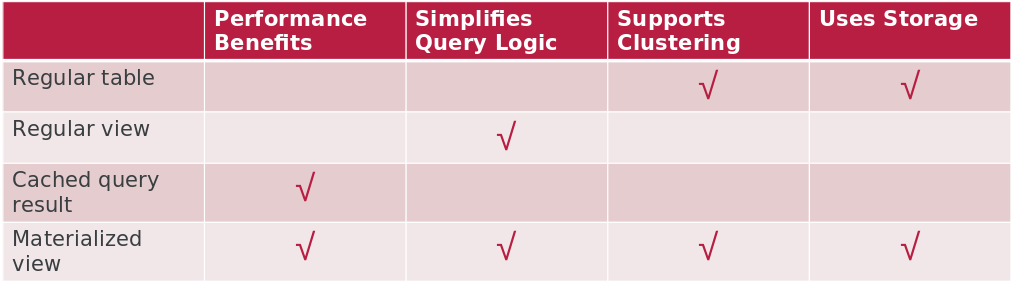 Performance Benefits | Simplifies Query Logic | Supports Clustering | Uses Storage
Regular table | | | √ | √
Regular view | | √ | |
Cached query result | √ | | |
Materialized view | √ | √ | √ | √